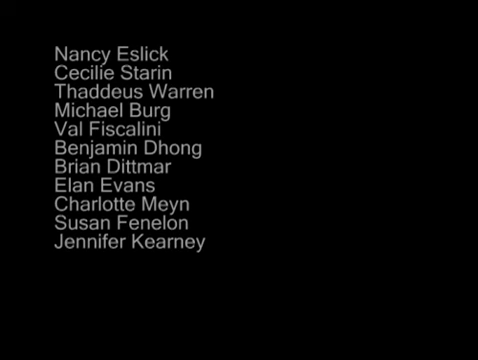 Nancy Eslick
Cecilie Starin
Thaddeus Warren
Michael Burg
Val Fiscalini
Benjamin Dhong
Brian Dittmar
Elan Evans
Charlotte Meyn
Susan Fenelon
Jennifer Kearney